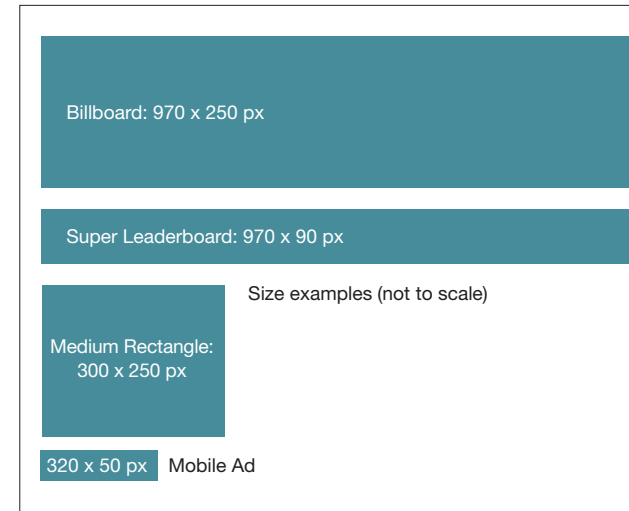 Billboard: 970 x 250 px
Super Leaderboard: 970 x 90 px
Size examples (not to scale)
Medium Rectangle:
300 x 250 px
320 x 50 px Mobile Ad